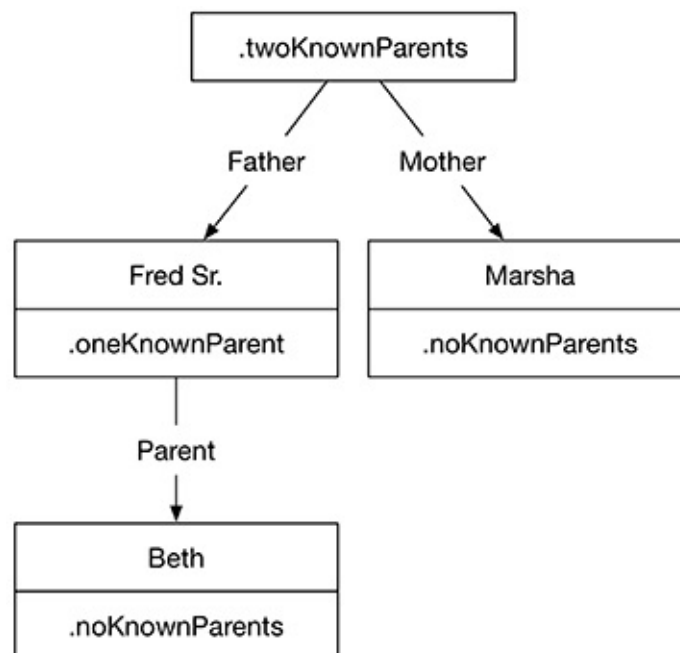 .twoKnownParents
Father
Mother
Fred Sr.
.oneKnownParent
Marsha
.noKnownParents
Parent
Beth
.noKnownParents